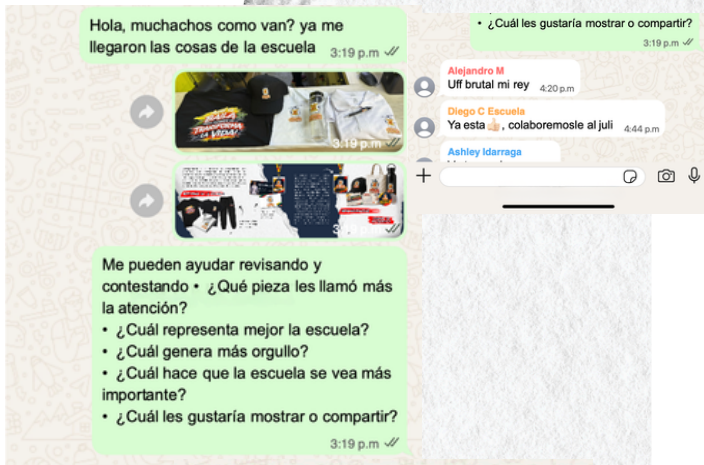 Hola, muchachos como van? ya me
llegaron las cosas de la escuela 3:19 p.m
BAILA
TRANSFORMA
LA VIDA!
3:19 p.m
Me pueden ayudar revisando y
contestando • ¿Qué pieza les llamó más
la atención?
• ¿Cuál representa mejor la escuela?
• ¿Cuál genera más orgullo?
• ¿Cuál hace que la escuela se vea más
importante?
• ¿Cuál les gustaría mostrar o compartir?
3:19 p.m
• ¿Cuál les gustaría mostrar o compartir?
3:19 p.m
Alejandro M
Uff brutal mi rey 4:20 p.m
Diego C Escuela
Ya esta 👍🏻, colaboremosle al juli 4:44 p.m
Ashley Idarraga